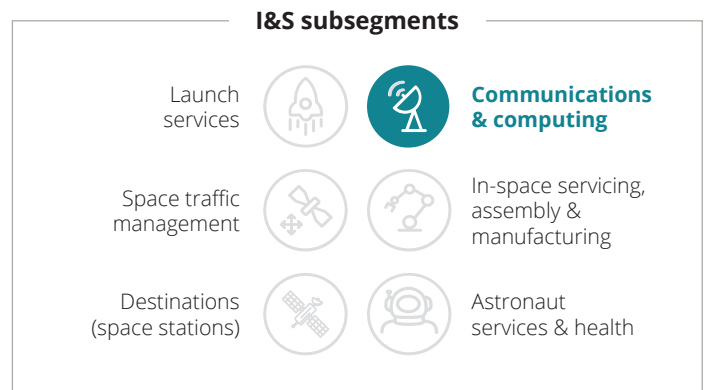 I&S subsegments
Launch
services
Communications
& computing
Space traffic
management
In-space servicing,
assembly &
manufacturing
Destinations
(space stations)
Astronaut
services & health